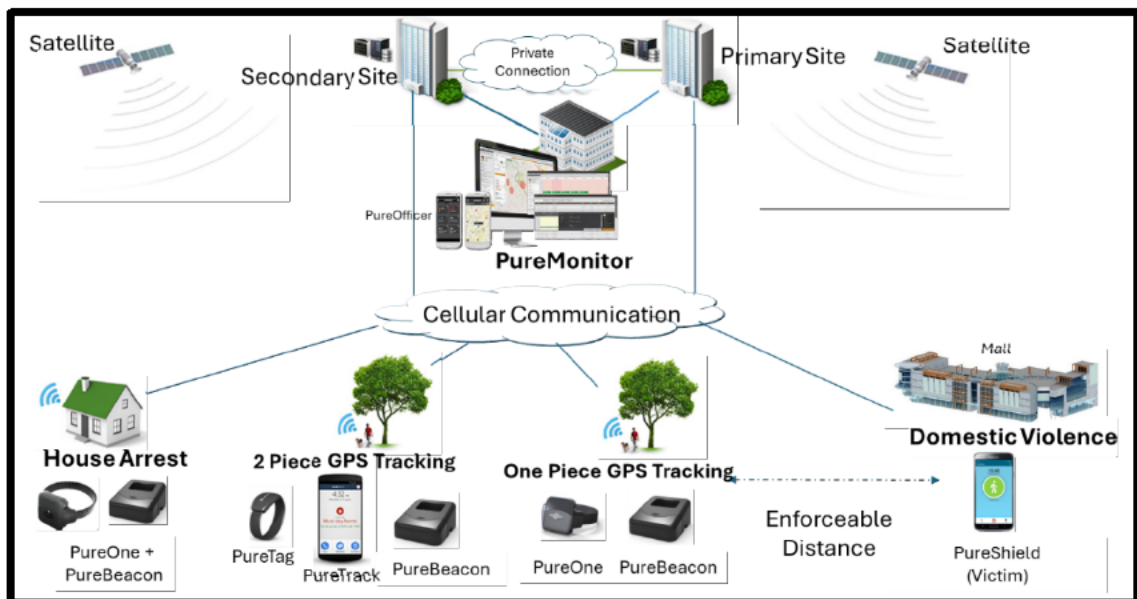 Satellite
Secondary Site
Private
Connection
Primary Site
Satellite
PureOfficer
PureMonitor
Cellular Communication
Mall
House Arrest
2 Piece GPS Tracking
One Piece GPS Tracking
Domestic Violence
PureOne +
PureBeacon
PureTag
PureTrack
PureBeacon
PureOne
PureBeacon
Enforceable
Distance
PureShield
(Victim)